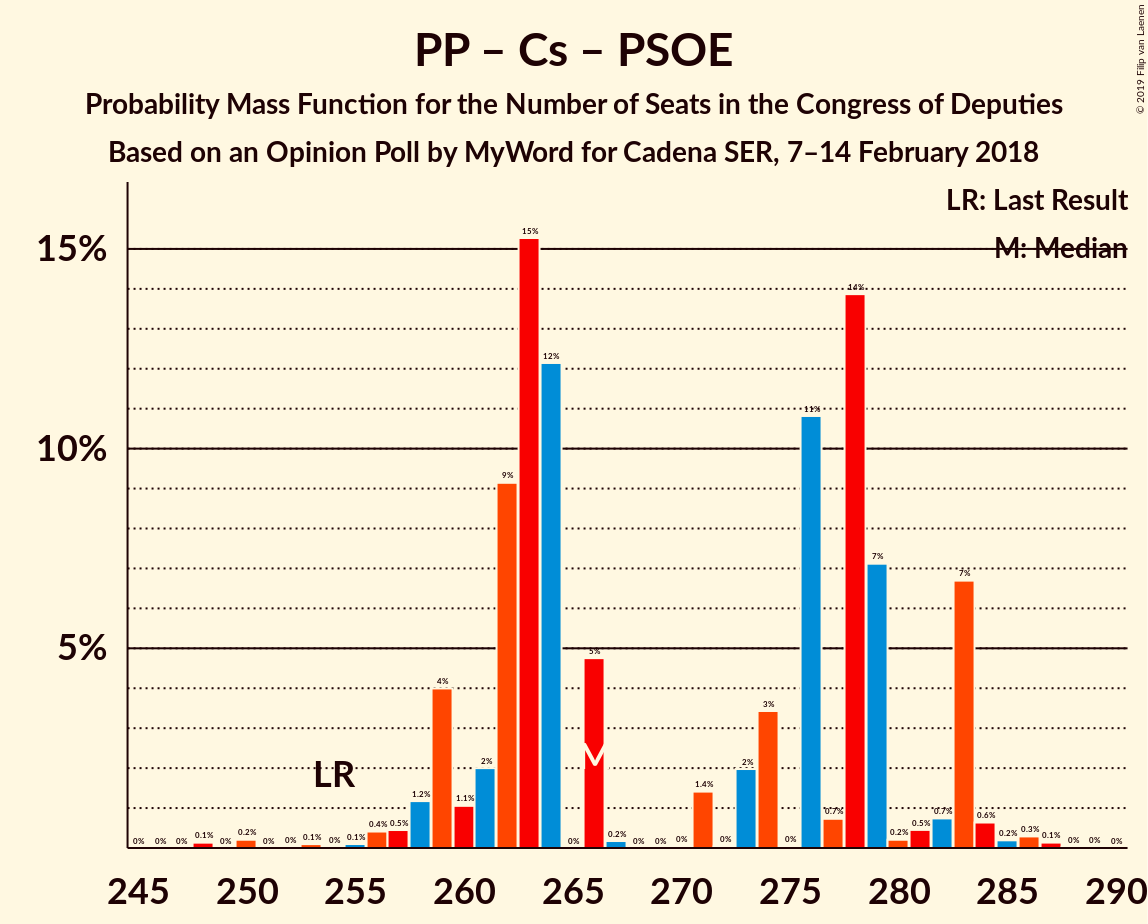 PP – Cs – PSOE
Probability Mass Function for the Number of Seats in the Congress of Deputies
Based on an Opinion Poll by MyWord for Cadena SER, 7–14 February 2018
© 2019 Filip van Laenen
LR: Last Result
M: Median
15%
10%
5%
0% 0% 0% 0.1% 0% 0.2% 0% 0% 0.1% 0% 0.1% 0.4% 0.5% 1.2% 4% 1.1% 2% 9% 15% 12% 0% 5% 0.2% 0% 0% 0% 1.4% 0% 2% 3% 0% 11% 0.7% 14% 7% 0.2% 0.5% 0.7% 7% 0.6% 0.2% 0.3% 0.1% 0% 0% 0%
LR
M
245 250 255 260 265 270 275 280 285 290